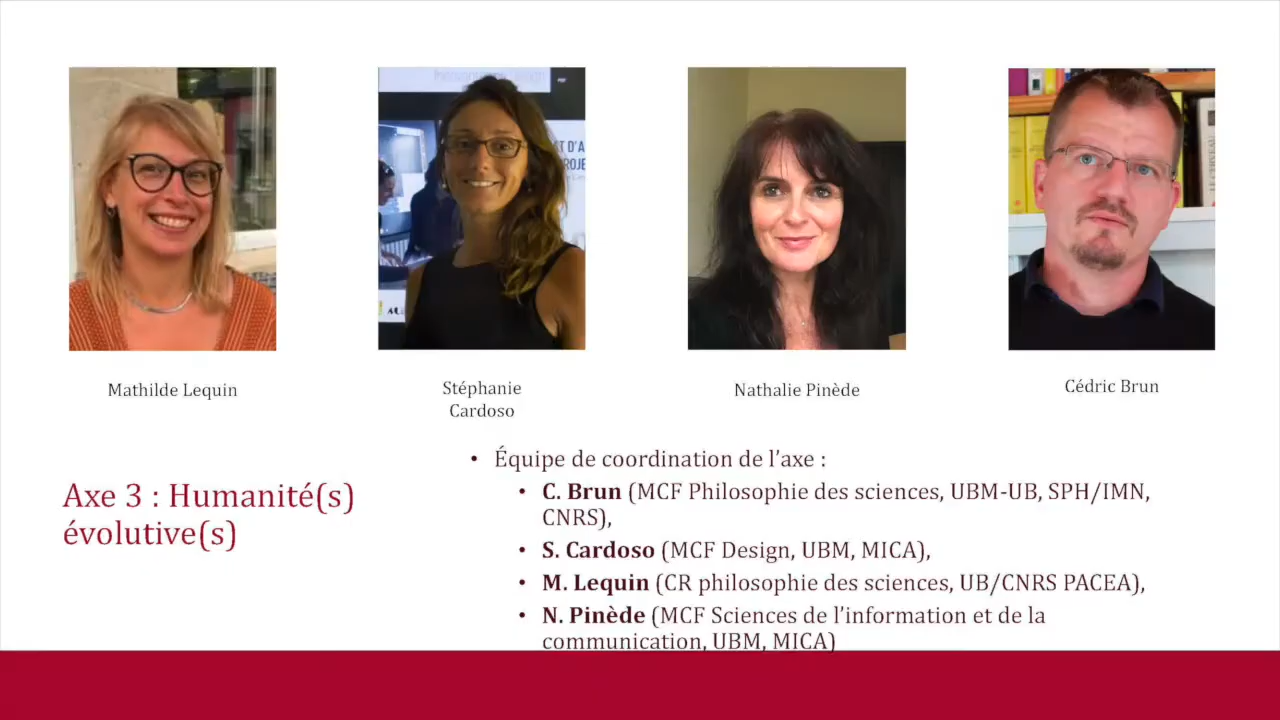 Mathilde Lequin
Stéphanie
Cardoso
Nathalie Pinède
Cédric Brun
Axe 3 : Humanité(s)
évolutive(s)
• Équipe de coordination de l’axe :
• C. Brun (MCF Philosophie des sciences, UBM-UB, SPH/IMN,
CNRS),
• S. Cardoso (MCF Design, UBM, MICA),
• M. Lequin (CR philosophie des sciences, UB/CNRS PACEA),
• N. Pinède (MCF Sciences de l’information et de la
communication, UBM, MICA)